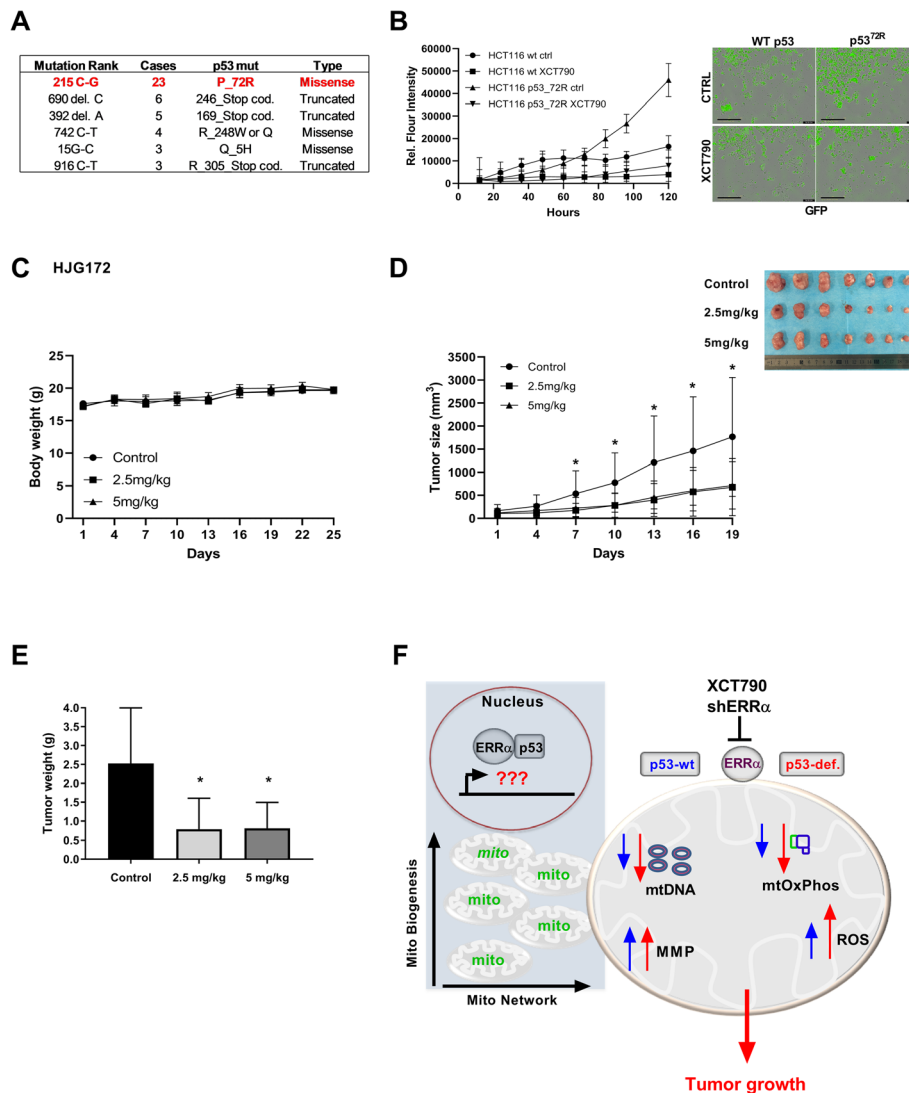 A
Mutation Rank Cases p53 mut Type
215 C-G 23 P_72R Missense
690 del. C 6 246_Stop cod. Truncated
392 del. A 5 169_Stop cod. Truncated
742 C-T 4 R_248W or Q Missense
15G-C 3 Q_5H Missense
916 C-T 3 R_305_Stop cod. Truncated
B
Rel. Flour Intensity
60000
50000
40000
30000
20000
10000
0
HCT116 wt ctrl
HCT116 wt XCT790
HCT116 p53_72R ctrl
HCT116 p53_72R XCT790
0 20 40 60 80 100 120
Hours
WT p53 p5372R
CTRL
XCT790
GFP
C HJG172
Body weight (g)
25
20
15
10
5
0
Control
2.5mg/kg
5mg/kg
1 4 7 10 13 16 19 22 25
Days
D
Control
2.5mg/kg
5mg/kg
Tumor size (mm3)
3500
3000
2500
2000
1500
1000
500
0
Control
2.5mg/kg
5mg/kg
* * * * *
1 4 7 10 13 16 19
Days
E
Tumor weight (g)
4.0
3.5
3.0
2.5
2.0
1.5
1.0
0.5
0.0
* *
Control 2.5 mg/kg 5 mg/kg
F
Nucleus
ERRα p53
???
Mito Biogenesis
mito
mito
mito
mito
mito
Mito Network
XCT790
shERRα
p53-wt ERRα p53-def.
mtDNA
mtOxPhos
MMP
ROS
Tumor growth